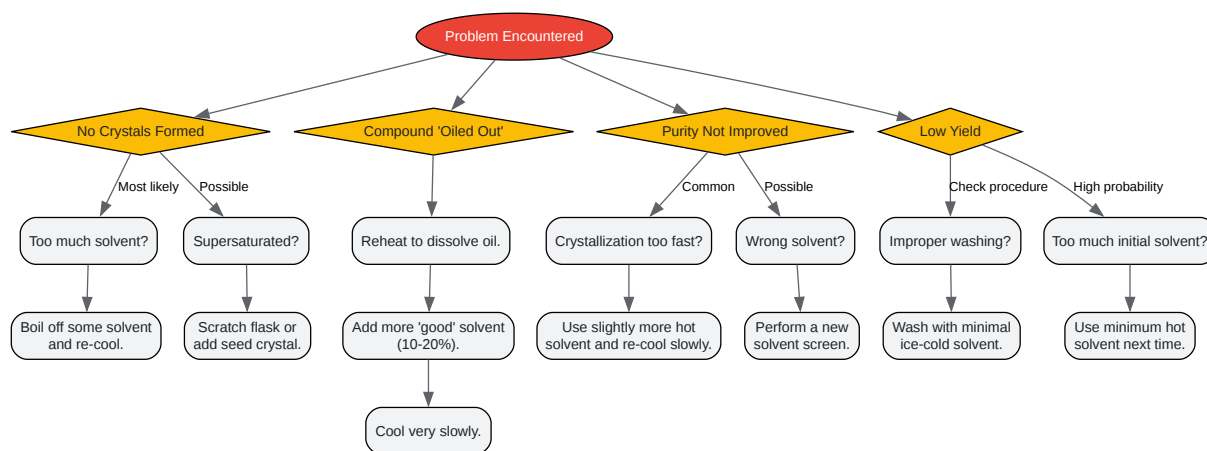 Problem Encountered
No Crystals Formed
Compound 'Oiled Out'
Purity Not Improved
Low Yield
Most likely
Possible
Common
Possible
Check procedure
High probability
Too much solvent?
Supersaturated?
Reheat to dissolve oil.
Crystallization too fast?
Wrong solvent?
Improper washing?
Too much initial solvent?
Boil off some solvent
and re-cool.
Scratch flask or
add seed crystal.
Add more 'good' solvent
(10-20%).
Use slightly more hot
solvent and re-cool slowly.
Perform a new
solvent screen.
Wash with minimal
ice-cold solvent.
Use minimum hot
solvent next time.
Cool very slowly.